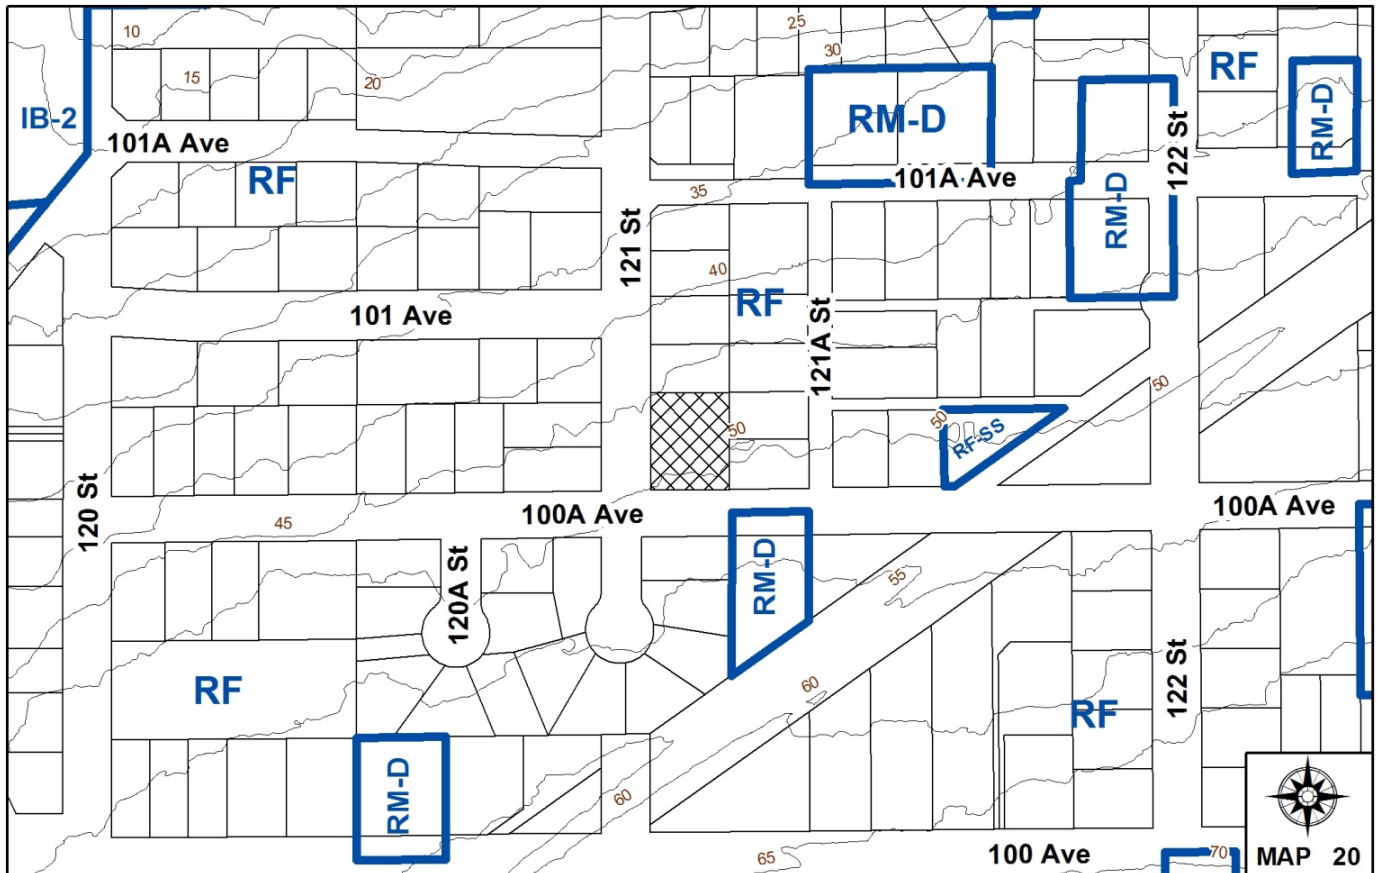 10
25
30
15
20
IB-2
RF
RM-D
RM-D
101A Ave
122 St
RF
35
101A Ave
RM-D
121 St
40
RF
101 Ave
121A St
50
50
50
RF-SS
120 St
45
100A Ave
100A Ave
120A St
RM-D
55
RF
60
122 St
RF
RM-D
60
65
100 Ave
70
MAP 20